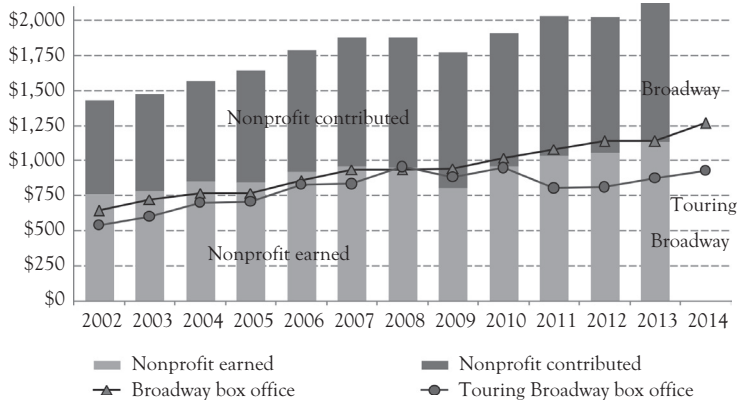 $2,000
$1,750
$1,500
Broadway
Nonprofit contributed
$1,250
$1,000
$750
Touring
$500
Broadway
Nonprofit earned
$250
$0
2002 2003 2004 2005 2006 2007 2008 2009 2010 2011 2012 2013 2014
Nonprofit earned Nonprofit contributed
Broadway box office Touring Broadway box office